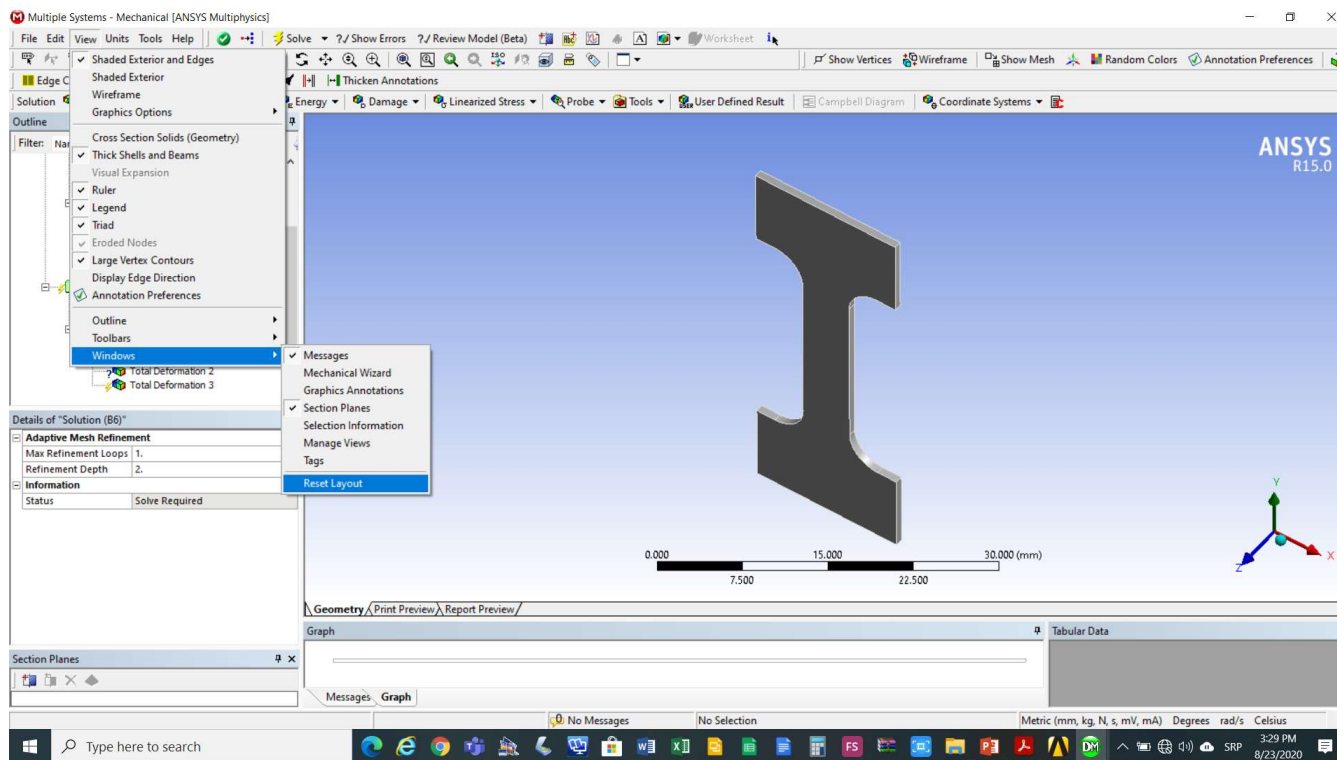 Multiple Systems - Mechanical [ANSYS Multiphysics]
File Edit View Units Tools Help Solve ?✓ Show Errors ?✓ Review Model (Beta) A Worksheet
Show Vertices Wireframe Show Mesh Random Colors Annotation Preferences
Edge C Thicken Annotations
Solution Energy Damage Linearized Stress Probe Tools User Defined Result Campbell Diagram Coordinate Systems
Outline
Filter: Na
Shaded Exterior and Edges
Shaded Exterior
Wireframe
Graphics Options
Cross Section Solids (Geometry)
Thick Shells and Beams
Visual Expansion
Ruler
Legend
Triad
Eroded Nodes
Large Vertex Contours
Display Edge Direction
Annotation Preferences
Outline
Toolbars
Windows
Messages
Mechanical Wizard
Graphics Annotations
Section Planes
Selection Information
Manage Views
Tags
Reset Layout
Total Deformation 2
Total Deformation 3
Details of "Solution (B6)"
Adaptive Mesh Refinement
Max Refinement Loops 1.
Refinement Depth 2.
Information
Status Solve Required
ANSYS
R15.0
Y
X
Z
0.000 15.000 30.000 (mm)
7.500 22.500
Geometry Print Preview Report Preview
Graph Tabular Data
Section Planes
Messages Graph
0 No Messages No Selection Metric (mm, kg, N, s, mV, mA) Degrees rad/s Celsius
Type here to search FS DM SRP 3:29 PM
8/23/2020